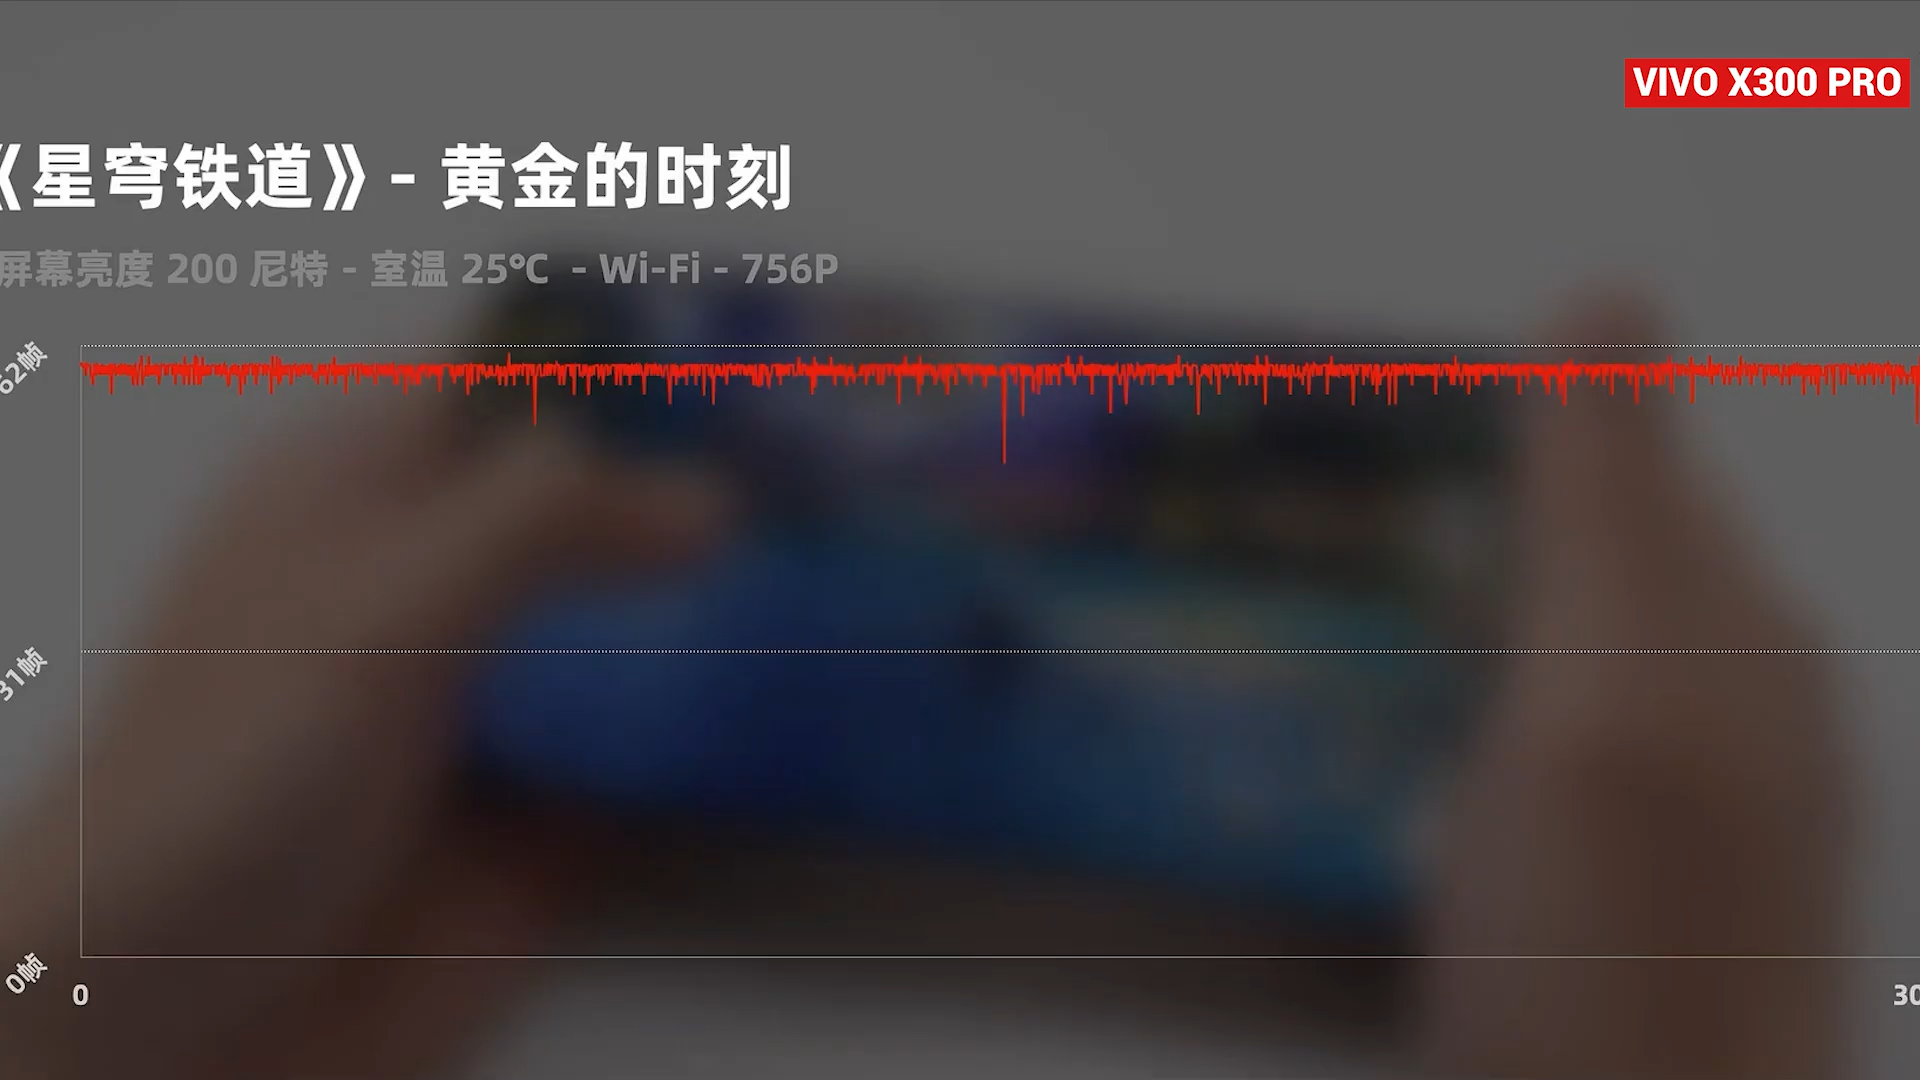 VIVO X300 PRO
《星穹铁道》- 黄金的时刻
屏幕亮度 200 尼特 - 室温 25℃ - Wi-Fi - 756P
62帧
31帧
0帧
0
30